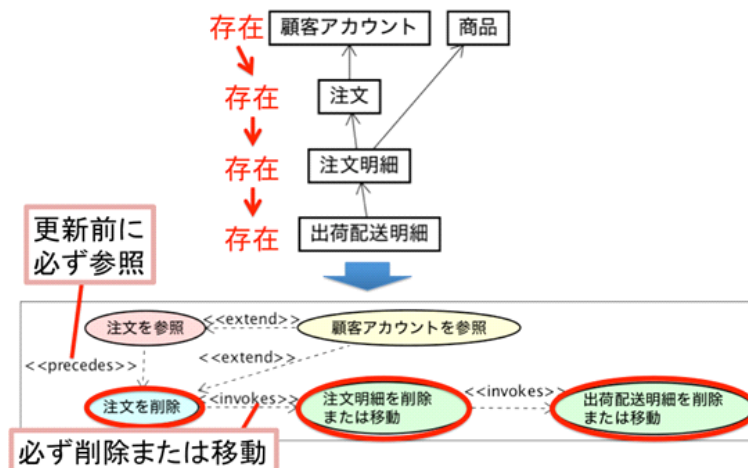 存在
顧客アカウント
商品
存在
注文
存在
注文明細
存在
出荷配送明細
更新前に
必ず参照
注文を参照
<<extend>>
顧客アカウントを参照
<<precedes>>
<<extend>>
注文を削除
<<invokes>>
注文明細を削除
または移動
<<invokes>>
出荷配送明細を削除
または移動
必ず削除または移動